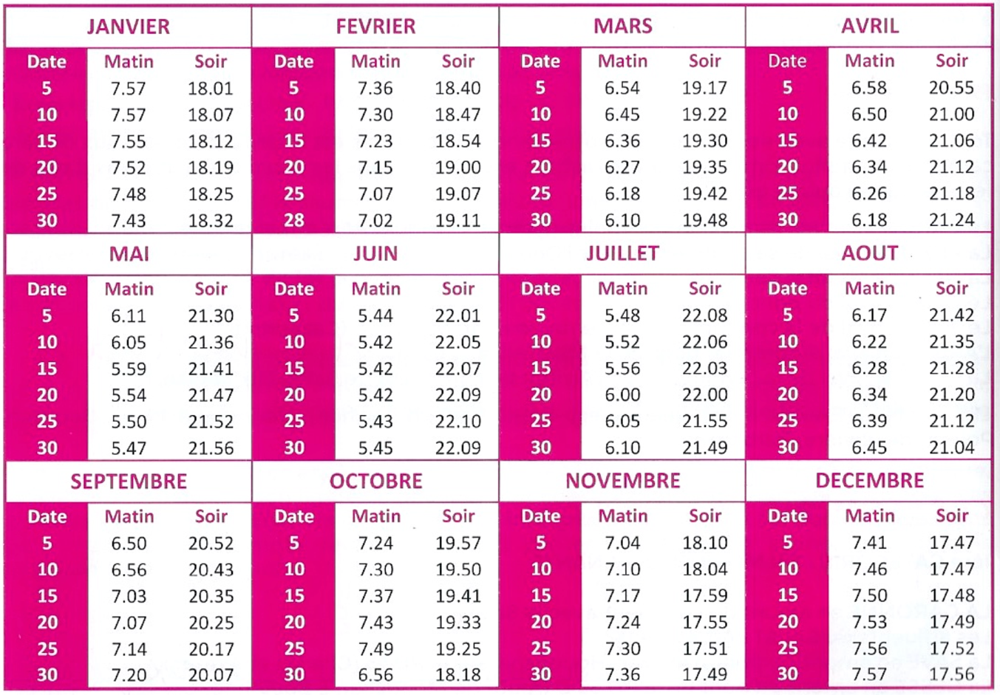 JANVIER FEVRIER MARS AVRIL
Date Matin Soir Date Matin Soir Date Matin Soir Date Matin Soir
5 7.57 18.01 5 7.36 18.40 5 6.54 19.17 5 6.58 20.55
10 7.57 18.07 10 7.30 18.47 10 6.45 19.22 10 6.50 21.00
15 7.55 18.12 15 7.23 18.54 15 6.36 19.30 15 6.42 21.06
20 7.52 18.19 20 7.15 19.00 20 6.27 19.35 20 6.34 21.12
25 7.48 18.25 25 7.07 19.07 25 6.18 19.42 25 6.26 21.18
30 7.43 18.32 28 7.02 19.11 30 6.10 19.48 30 6.18 21.24
MAI JUIN JUILLET AOUT
Date Matin Soir Date Matin Soir Date Matin Soir Date Matin Soir
5 6.11 21.30 5 5.44 22.01 5 5.48 22.08 5 6.17 21.42
10 6.05 21.36 10 5.42 22.05 10 5.52 22.06 10 6.22 21.35
15 5.59 21.41 15 5.42 22.07 15 5.56 22.03 15 6.28 21.28
20 5.54 21.47 20 5.42 22.09 20 6.00 22.00 20 6.34 21.20
25 5.50 21.52 25 5.43 22.10 25 6.05 21.55 25 6.39 21.12
30 5.47 21.56 30 5.45 22.09 30 6.10 21.49 30 6.45 21.04
SEPTEMBRE OCTOBRE NOVEMBRE DECEMBRE
Date Matin Soir Date Matin Soir Date Matin Soir Date Matin Soir
5 6.50 20.52 5 7.24 19.57 5 7.04 18.10 5 7.41 17.47
10 6.56 20.43 10 7.30 19.50 10 7.10 18.04 10 7.46 17.47
15 7.03 20.35 15 7.37 19.41 15 7.17 17.59 15 7.50 17.48
20 7.07 20.25 20 7.43 19.33 20 7.24 17.55 20 7.53 17.49
25 7.14 20.17 25 7.49 19.25 25 7.30 17.51 25 7.56 17.52
30 7.20 20.07 30 6.56 18.18 30 7.36 17.49 30 7.57 17.56